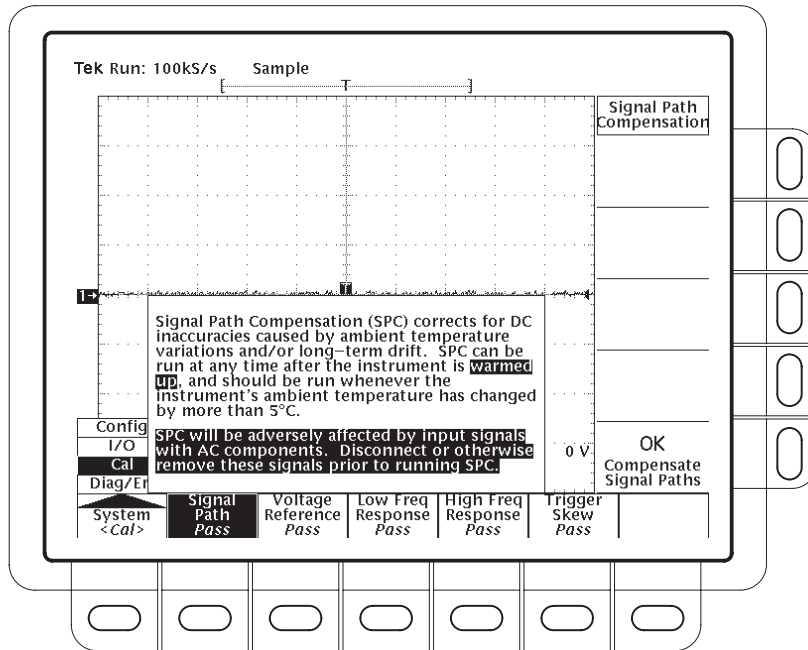 Tek Run: 100kS/s Sample
[ T ]
Signal Path
Compensation
T
1→
Signal Path Compensation (SPC) corrects for DC
inaccuracies caused by ambient temperature
variations and/or long-term drift. SPC can be
run at any time after the instrument is warmed
up, and should be run whenever the
instrument's ambient temperature has changed
by more than 5°C.
SPC will be adversely affected by input signals
with AC components. Disconnect or otherwise
remove these signals prior to running SPC.
0 V
Config
I/O
Cal
Diag/Er
OK
Compensate
Signal Paths
System
<Cal>
Signal
Path
Pass
Voltage
Reference
Pass
Low Freq
Response
Pass
High Freq
Response
Pass
Trigger
Skew
Pass